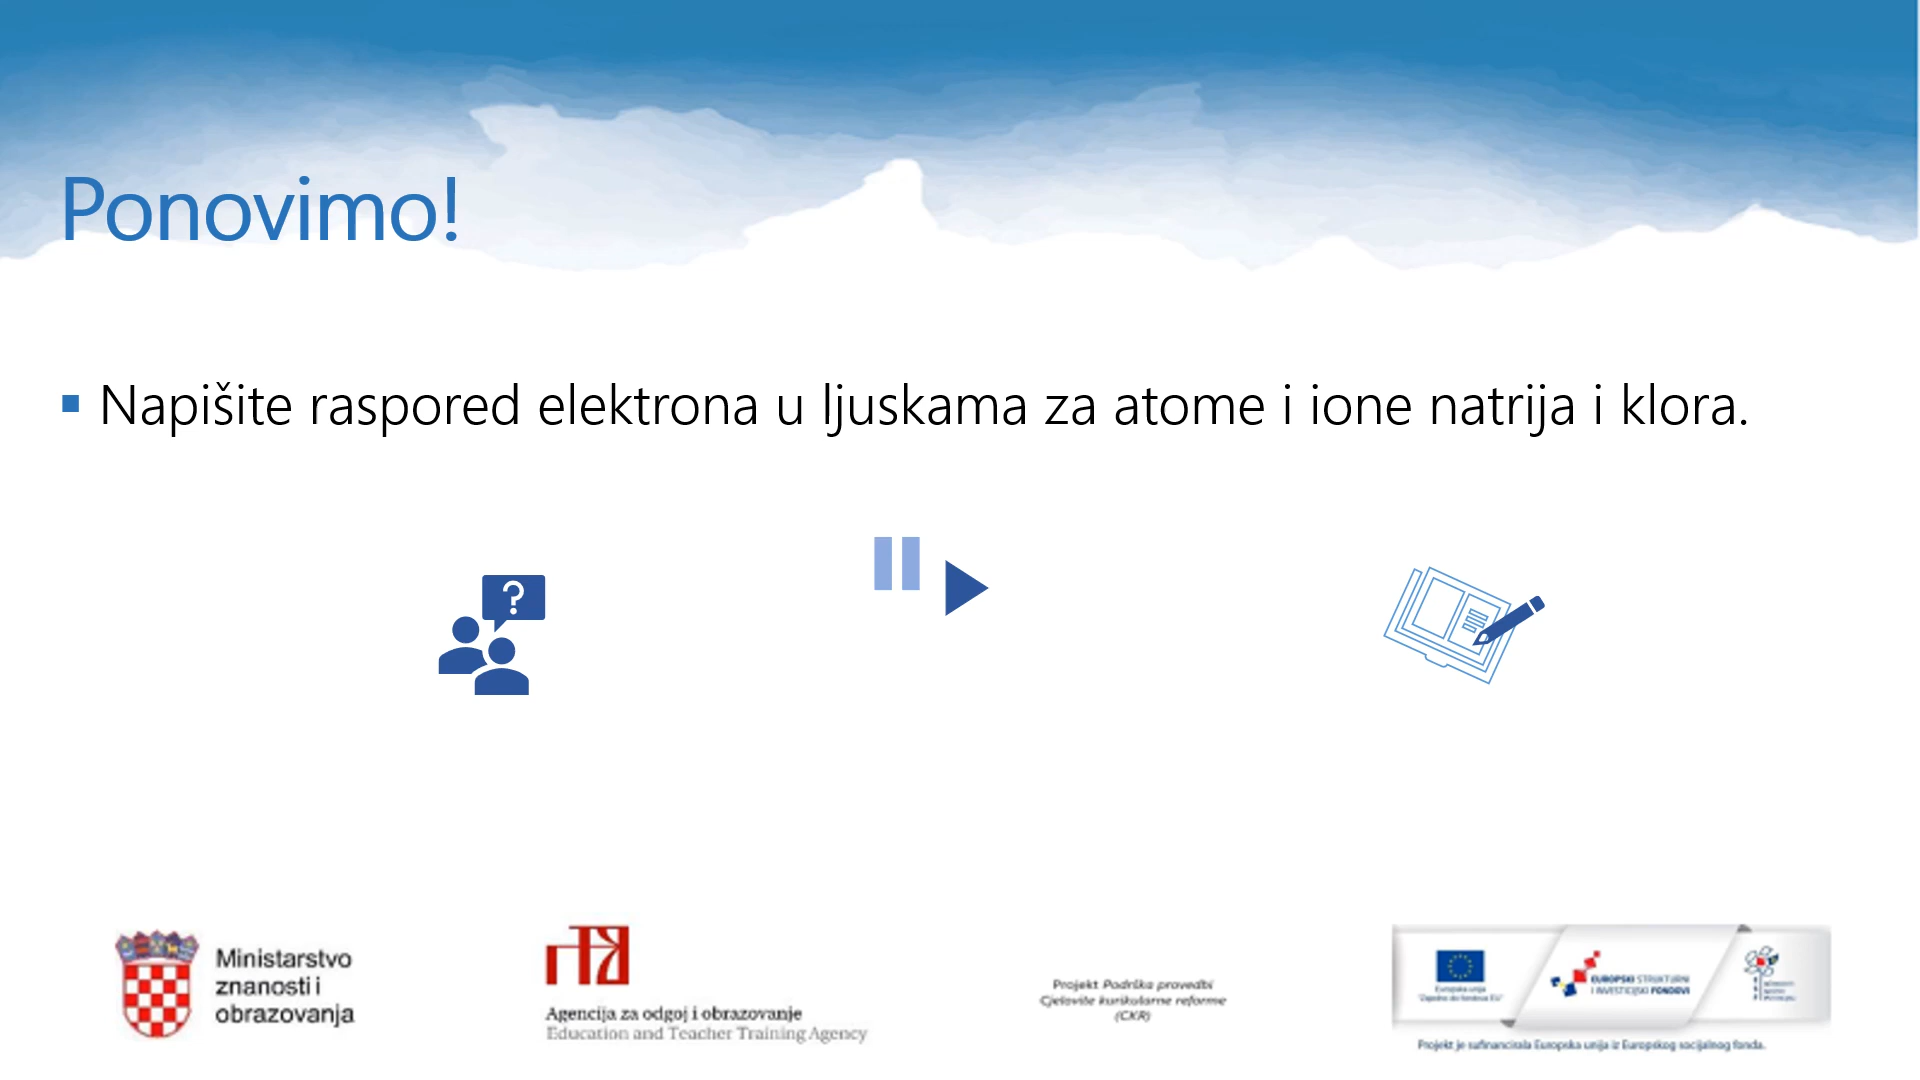 Ponovimo!
Napišite raspored elektrona u ljuskama za atome i ione natrija i klora.
?
Ministarstvo
znanosti i
obrazovanja
Agencija za odgoj i obrazovanje
Education and Teacher Training Agency
Projekt Podrška provedbi
Cjelovite kurikularne reforme
(CKR)
Europska unija
"Zajedno do fondova EU"
EUROPSKI STRUKTURNI
I INVESTICIJSKI FONDOVI
Projekt je sufinancirala Europska unija iz Europskog socijalnog fonda.